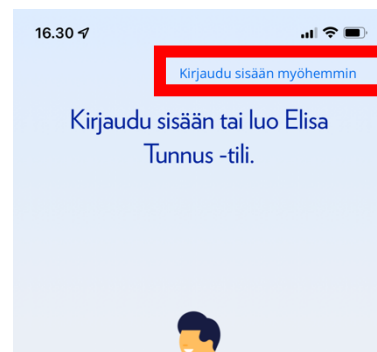 16.30
Kirjaudu sisään myöhemmin
Kirjaudu sisään tai luo Elisa
Tunnus -tili.